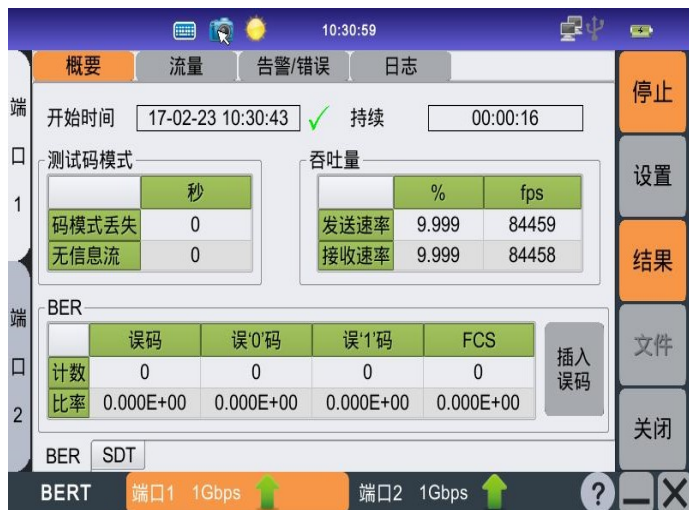 10:30:59
概要 流量 告警/错误 日志
停止
端口1
开始时间 17-02-23 10:30:43 持续 00:00:16
测试码模式
秒
码模式丢失 0
无信息流 0
吞吐量
% fps
发送速率 9.999 84459
接收速率 9.999 84458
设置
结果
端口2
BER
误码 误'0'码 误'1'码 FCS
计数 0 0 0 0
比率 0.000E+00 0.000E+00 0.000E+00 0.000E+00
插入
误码
文件
关闭
BER SDT
BERT 端口1 1Gbps 端口2 1Gbps ?